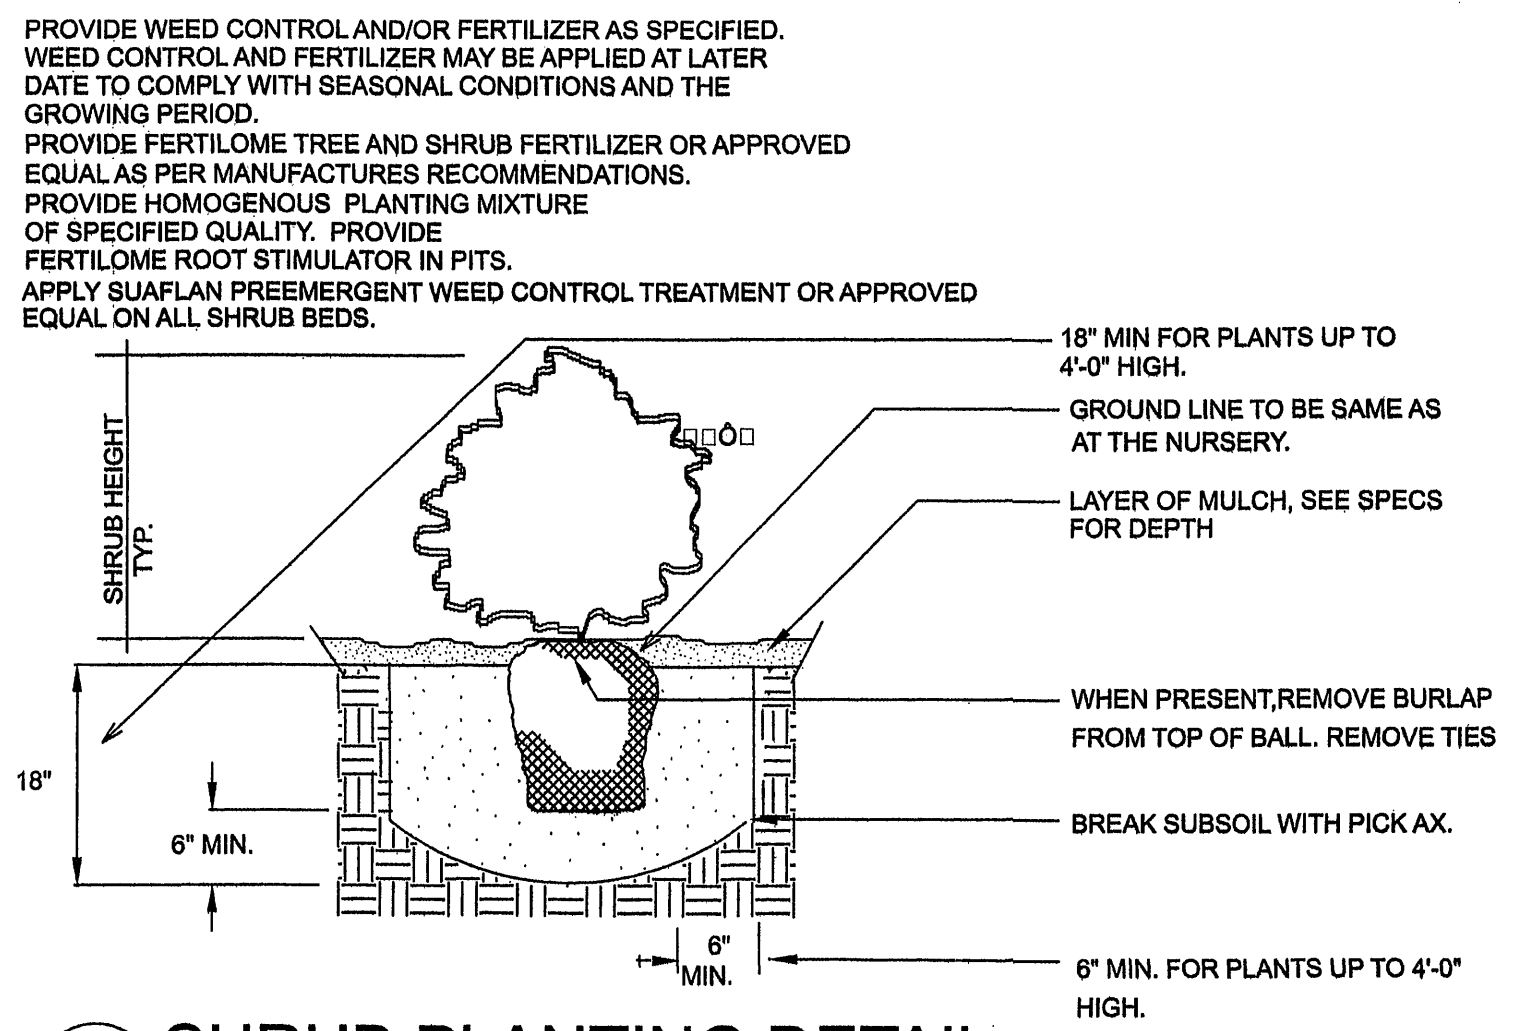 PROVIDE WEED CONTROL AND/OR FERTILIZER AS SPECIFIED.
WEED CONTROL AND FERTILIZER MAY BE APPLIED AT LATER
DATE TO COMPLY WITH SEASONAL CONDITIONS AND THE
GROWING PERIOD.
PROVIDE FERTILOME TREE AND SHRUB FERTILIZER OR APPROVED
EQUAL AS PER MANUFACTURES RECOMMENDATIONS.
PROVIDE HOMOGENOUS PLANTING MIXTURE
OF SPECIFIED QUALITY. PROVIDE
FERTILOME ROOT STIMULATOR IN PITS.
APPLY SUAFLAN PREEMERGENT WEED CONTROL TREATMENT OR APPROVED
EQUAL ON ALL SHRUB BEDS.
18" MIN FOR PLANTS UP TO
4'-0" HIGH.
GROUND LINE TO BE SAME AS
AT THE NURSERY.
SHRUB HEIGHT
TYP.
LAYER OF MULCH, SEE SPECS
FOR DEPTH
WHEN PRESENT,REMOVE BURLAP
FROM TOP OF BALL. REMOVE TIES
18"
6" MIN.
BREAK SUBSOIL WITH PICK AX.
6"
MIN.
6" MIN. FOR PLANTS UP TO 4'-0"
HIGH.
SHRUB PLANTING DETAIL